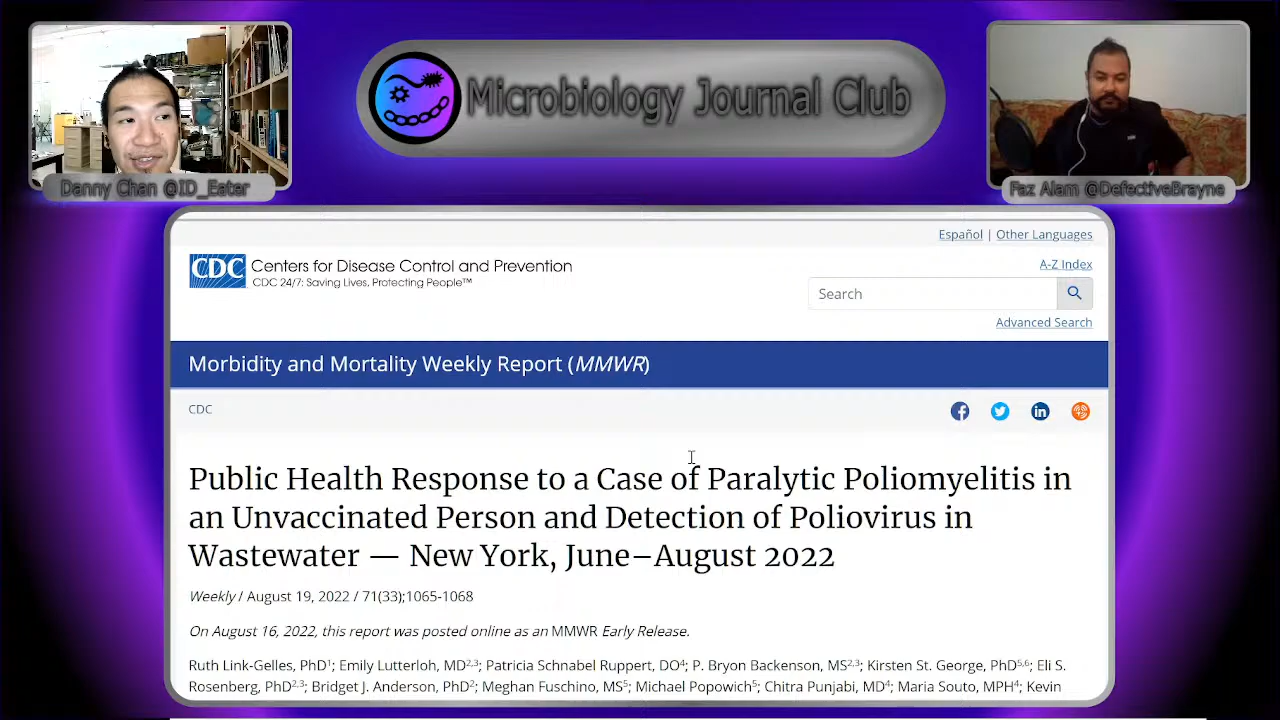 Microbiology Journal Club
Danny Chan @ID_Eater
Faz Alam @DefectiveBrayne
Español | Other Languages
CDC Centers for Disease Control and Prevention
CDC 24/7: Saving Lives, Protecting People™
A-Z Index
Search
Advanced Search
Morbidity and Mortality Weekly Report (MMWR)
CDC
Public Health Response to a Case of Paralytic Poliomyelitis in
an Unvaccinated Person and Detection of Poliovirus in
Wastewater — New York, June–August 2022
Weekly / August 19, 2022 / 71(33);1065-1068
On August 16, 2022, this report was posted online as an MMWR Early Release.
Ruth Link-Gelles, PhD¹; Emily Lutterloh, MD²,³; Patricia Schnabel Ruppert, DO⁴; P. Bryon Backenson, MS²,³; Kirsten St. George, PhD⁵,⁶; Eli S.
Rosenberg, PhD²,³; Bridget J. Anderson, PhD²; Meghan Fuschino, MS⁵; Michael Popowich⁵; Chitra Punjabi, MD⁴; Maria Souto, MPH⁴; Kevin